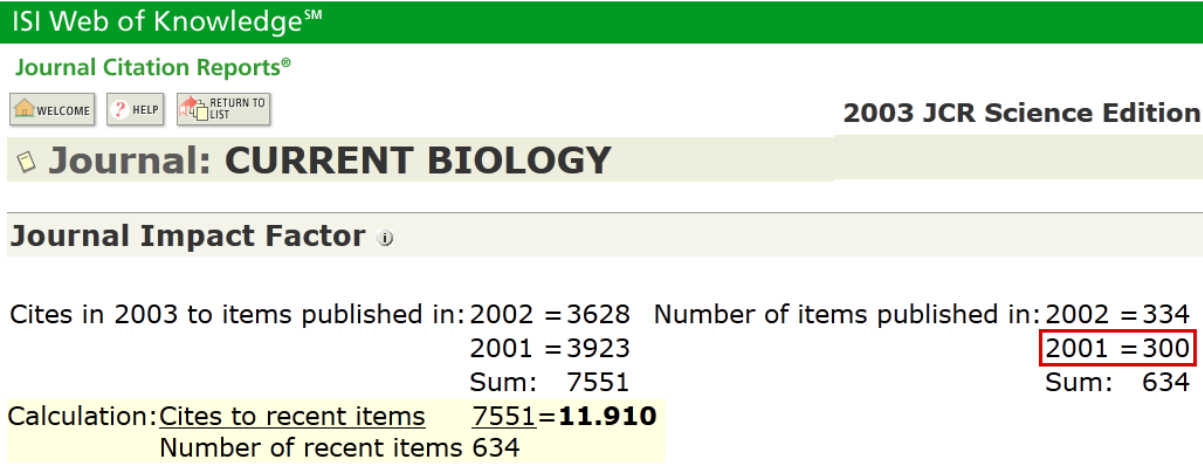 ISI Web of Knowledge℠
Journal Citation Reports®
WELCOME ? HELP RETURN TO LIST
2003 JCR Science Edition
Journal: CURRENT BIOLOGY
Journal Impact Factor i
Cites in 2003 to items published in: 2002 = 3628 Number of items published in: 2002 = 334
2001 = 3923 2001 = 300
Sum: 7551 Sum: 634
Calculation: Cites to recent items 7551 = 11.910
Number of recent items 634